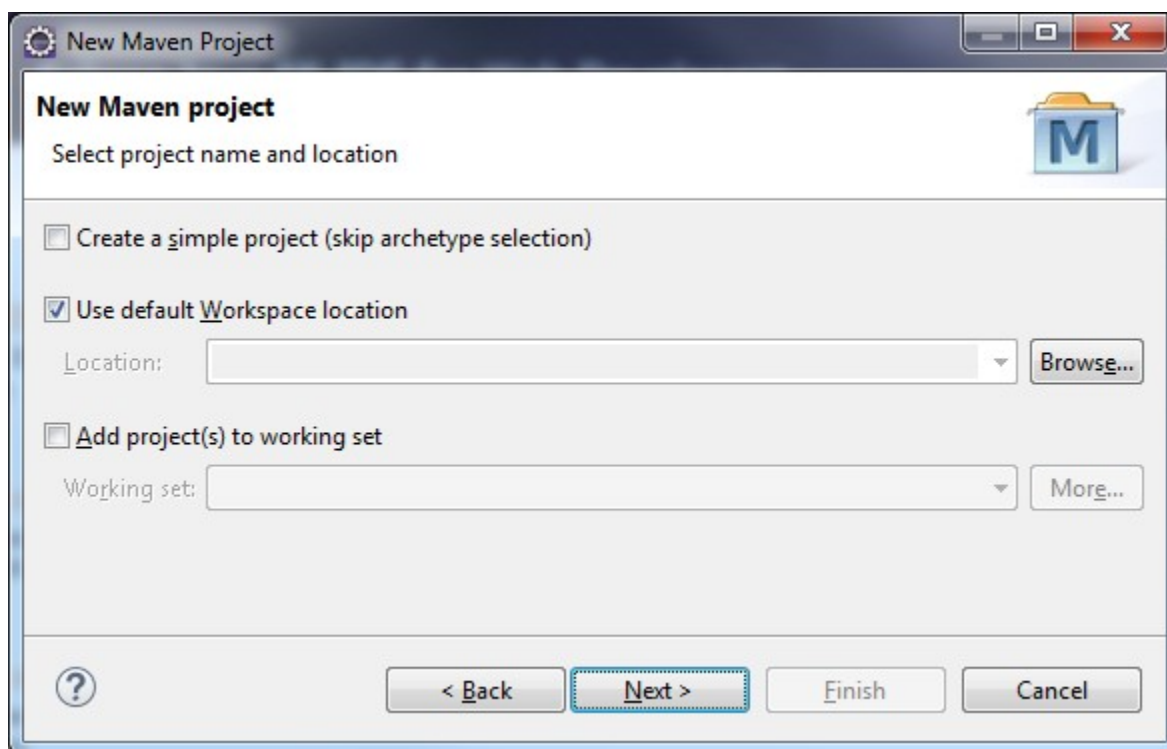 New Maven Project
New Maven project
Select project name and location
M
Create a simple project (skip archetype selection)
Use default Workspace location
Location:
Browse...
Add project(s) to working set
Working set:
More...
?
< Back
Next >
Finish
Cancel